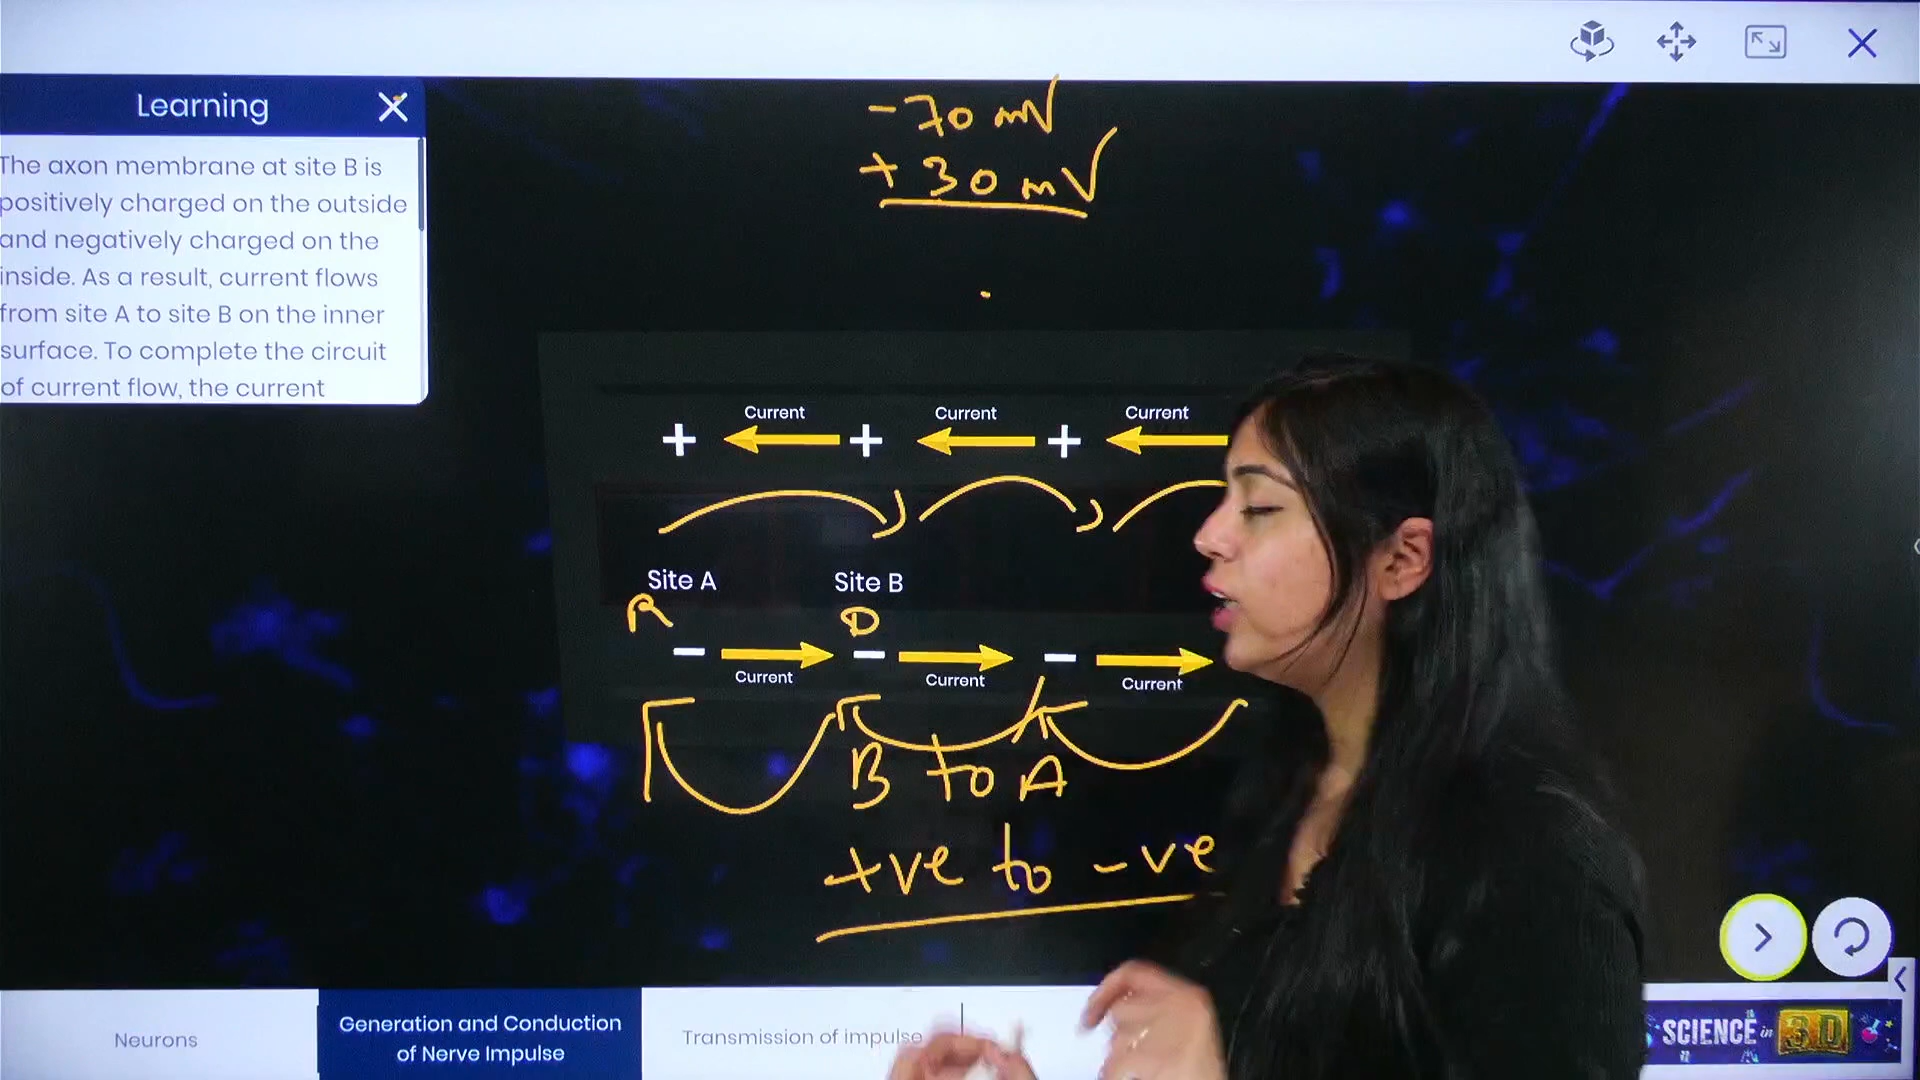 Learning
The axon membrane at site B is
positively charged on the outside
and negatively charged on the
inside. As a result, current flows
from site A to site B on the inner
surface. To complete the circuit
of current flow, the current
-70 mV
+30 mV
Current Current Current
+ + +
Site A Site B
R D
- - -
Current Current Current
B to A
+ve to -ve
Neurons
Generation and Conduction
of Nerve Impulse
Transmission of impulse
SCIENCE in 3D